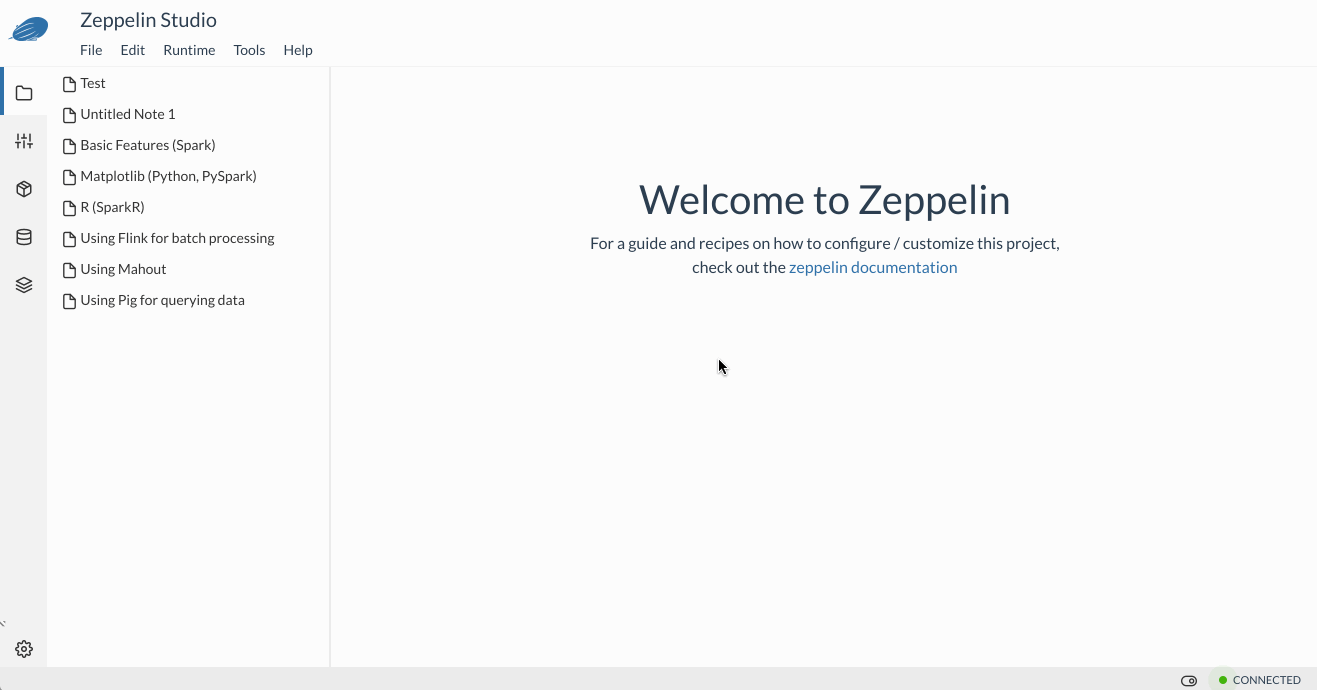 Zeppelin Studio
File Edit Runtime Tools Help
Test
Untitled Note 1
Basic Features (Spark)
Matplotlib (Python, PySpark)
R (SparkR)
Using Flink for batch processing
Using Mahout
Using Pig for querying data
Welcome to Zeppelin
For a guide and recipes on how to configure / customize this project,
check out the zeppelin documentation
CONNECTED